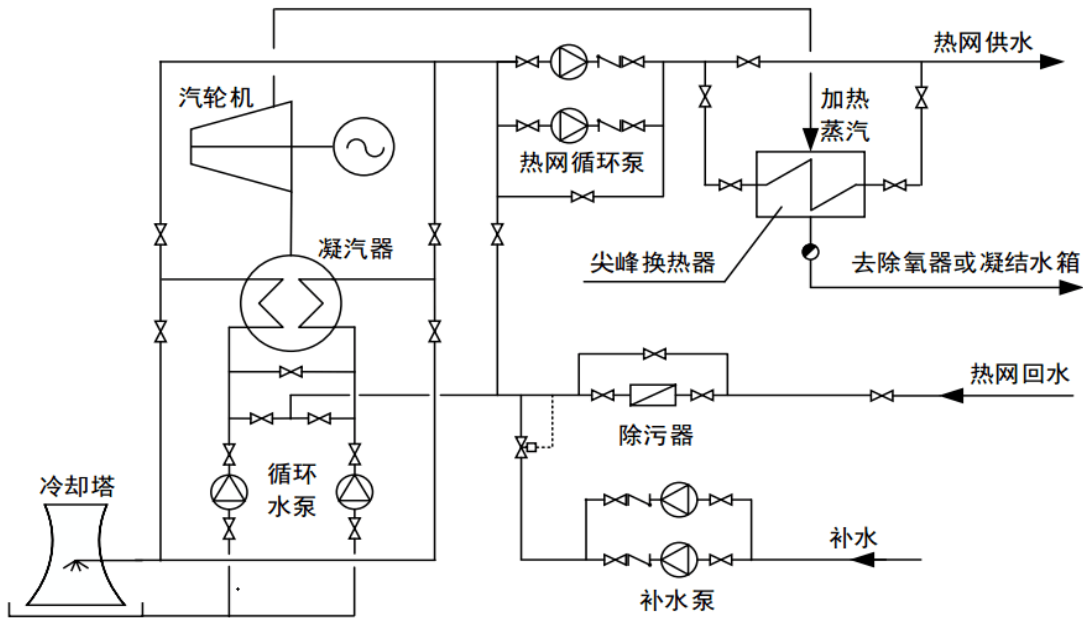 热网供水
汽轮机
加热
蒸汽
热网循环泵
凝汽器
尖峰换热器
去除氧器或凝结水箱
热网回水
除污器
循环
水泵
冷却塔
补水
补水泵